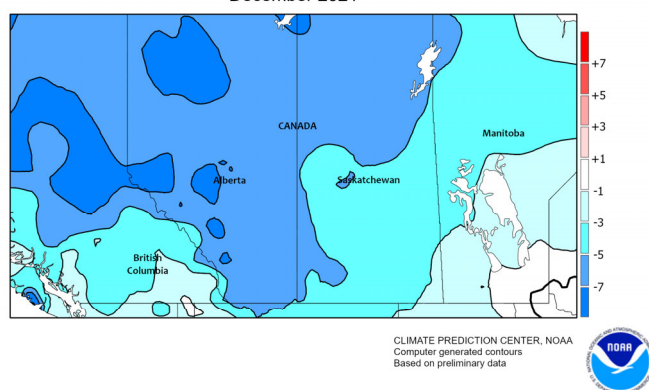 CANADA
Manitoba
Alberta
Saskatchewan
British
Columbia
+7
+5
+3
+1
-1
-3
-5
-7
CLIMATE PREDICTION CENTER, NOAA
Computer generated contours
Based on preliminary data
NOAA